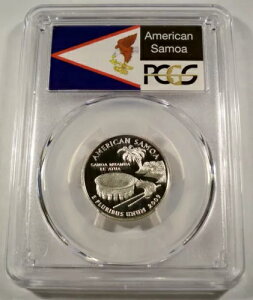 American
Samoa
PCGS
AMERICAN SAMOA
SAMOA MUAMUA
LE ATUA
E PLURIBUS UNUM 2009